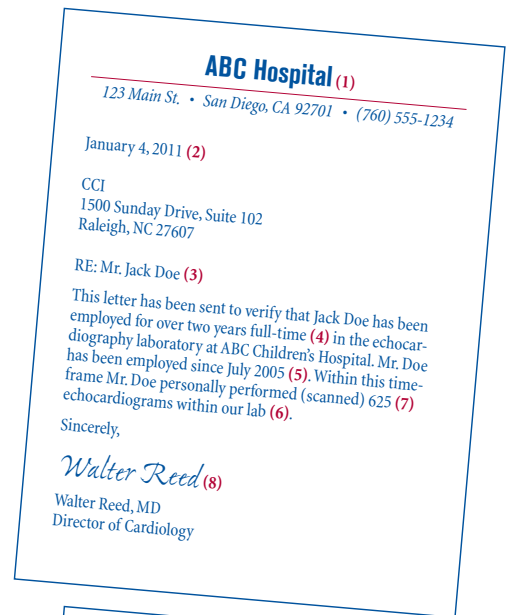 ABC Hospital (1)
123 Main St. • San Diego, CA 92701 • (760) 555-1234
January 4, 2011 (2)
CCI
1500 Sunday Drive, Suite 102
Raleigh, NC 27607
RE: Mr. Jack Doe (3)
This letter has been sent to verify that Jack Doe has been
employed for over two years full-time (4) in the echocar-
diography laboratory at ABC Children's Hospital. Mr. Doe
has been employed since July 2005 (5). Within this time-
frame Mr. Doe personally performed (scanned) 625 (7)
echocardiograms within our lab (6).
Sincerely,
Walter Reed (8)
Walter Reed, MD
Director of Cardiology